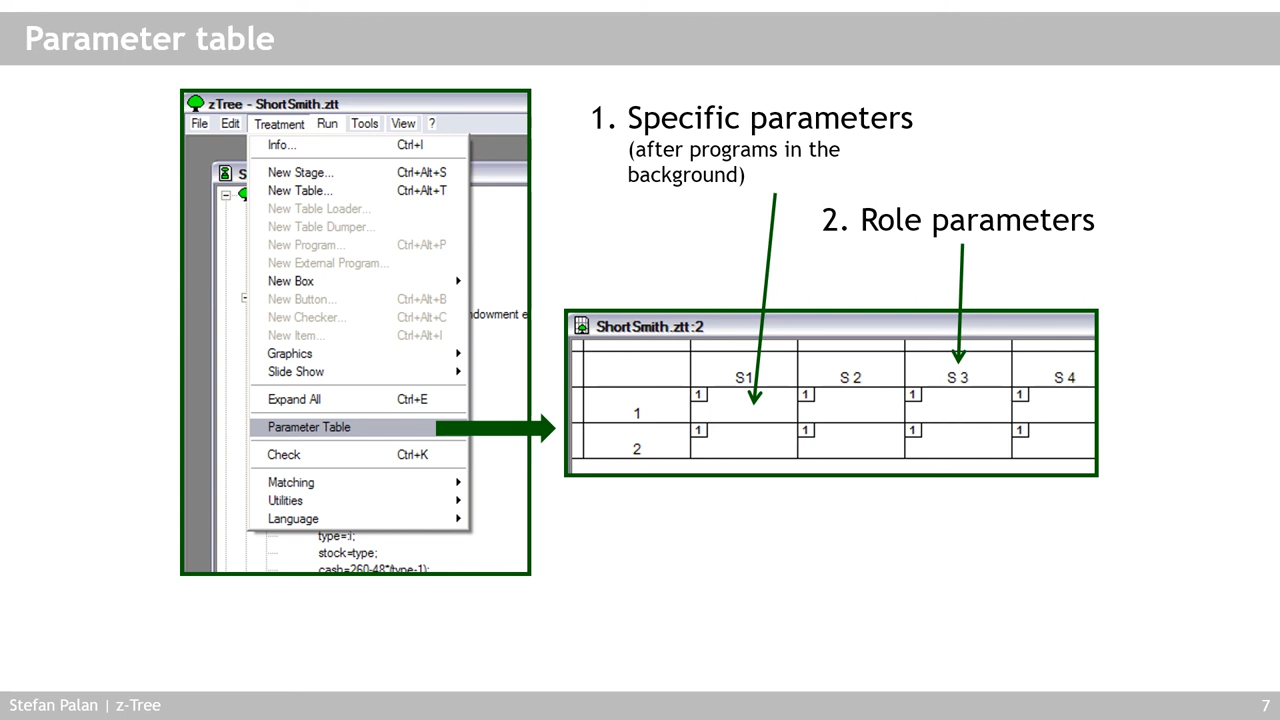 Parameter table
zTree - ShortSmith.ztt
File Edit Treatment Run Tools View ?
Info... Ctrl+I
S
New Stage... Ctrl+Alt+S
New Table... Ctrl+Alt+T
New Table Loader...
New Table Dumper...
New Program... Ctrl+Alt+P
New External Program...
New Box
New Button... Ctrl+Alt+B
New Checker... Ctrl+Alt+C
ndowment e
New Item... Ctrl+Alt+I
Graphics
Slide Show
Expand All Ctrl+E
Parameter Table
Check Ctrl+K
Matching
Utilities
Language
stock=type;
cash=260-48*(type-1);
1. Specific parameters
(after programs in the
background)
2. Role parameters
ShortSmith.ztt:2
S1 S 2 S 3 S 4
1 1 1 1
1
1 1 1 1
2
Stefan Palan | z-Tree
7